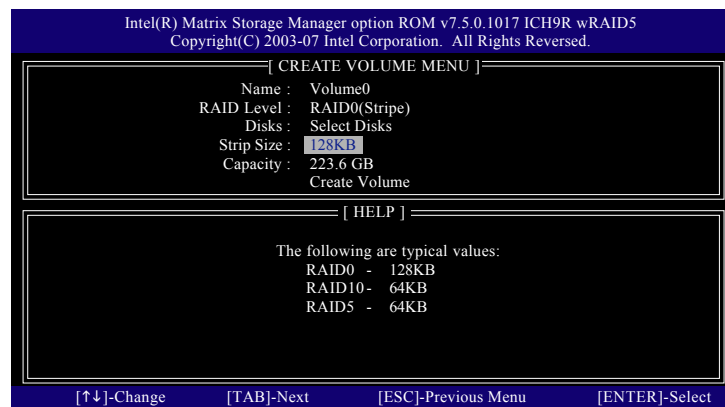 Intel(R) Matrix Storage Manager option ROM v7.5.0.1017 ICH9R wRAID5
Copyright(C) 2003-07 Intel Corporation. All Rights Reversed.
[ CREATE VOLUME MENU ]
Name : Volume0
RAID Level : RAID0(Stripe)
Disks : Select Disks
Strip Size : 128KB
Capacity : 223.6 GB
Create Volume
[ HELP ]
The following are typical values:
RAID0 - 128KB
RAID10 - 64KB
RAID5 - 64KB
[↑↓]-Change [TAB]-Next [ESC]-Previous Menu [ENTER]-Select